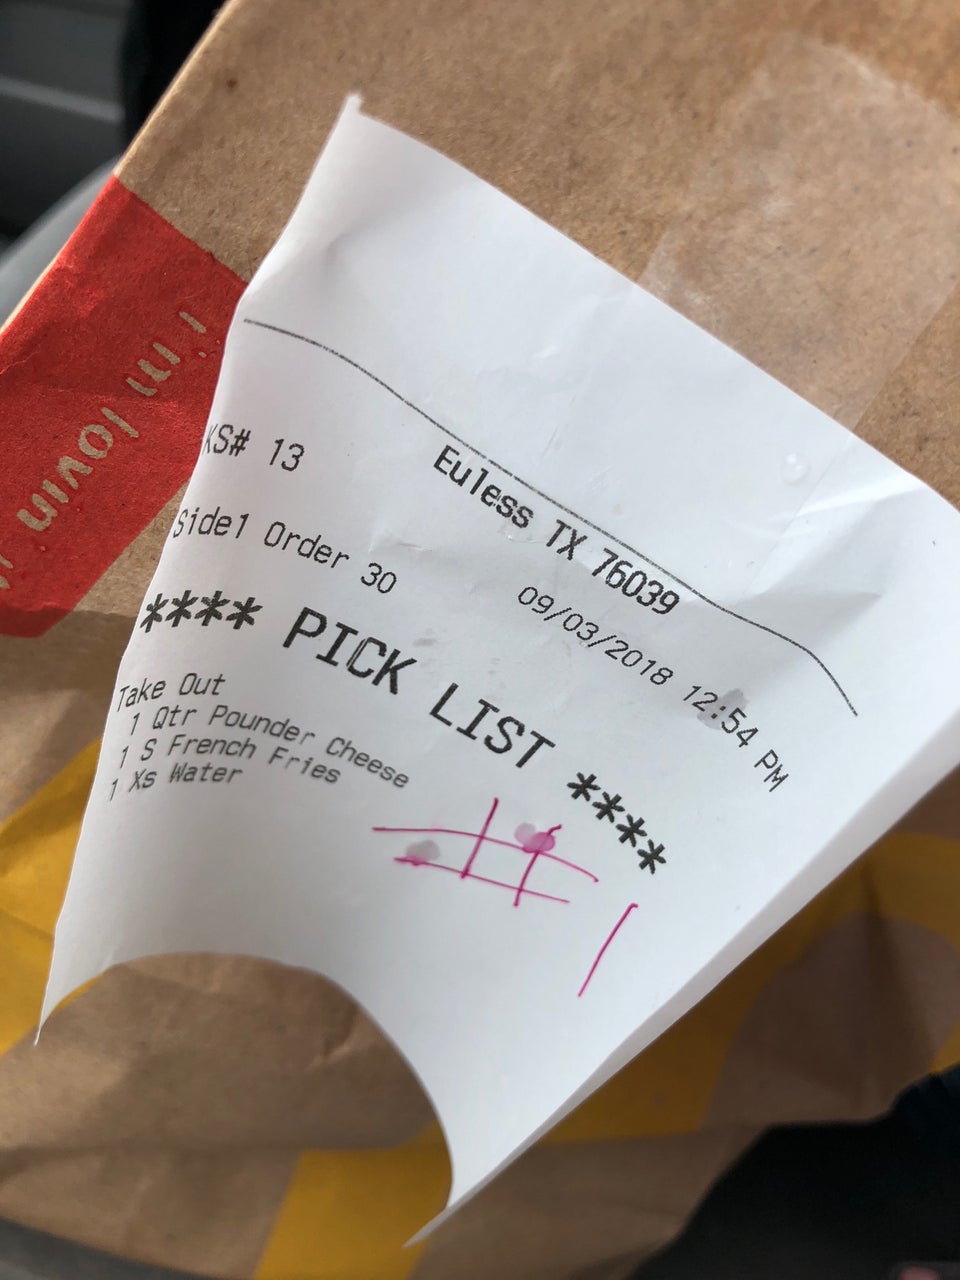 i'm lovin' i
Euless TX 76039
KS# 13
09/03/2018 12:54 PM
Side1 Order 30
**** PICK LIST ****
Take Out
1 Qtr Pounder Cheese
1 S French Fries
1 Xs Water
# 1